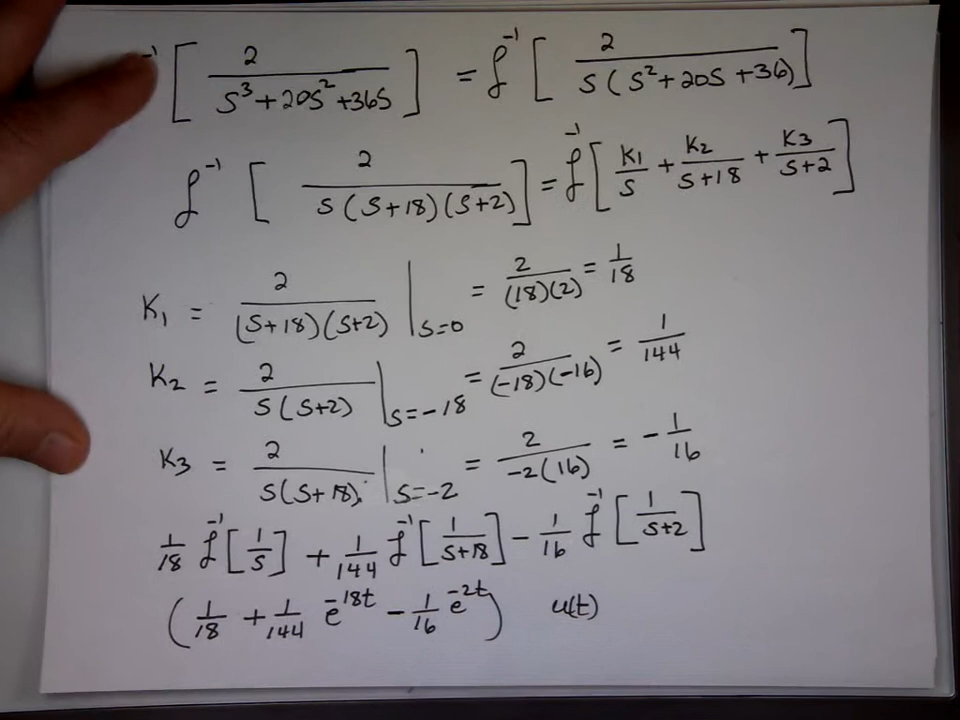 ⁻¹ [ 2 / (S³+20S²+36S) ] = ℒ⁻¹ [ 2 / (S(S²+20S+36)) ]
ℒ⁻¹ [ 2 / (S(S+18)(S+2)) ] = ℒ⁻¹ [ K1/S + K2/(S+18) + K3/(S+2) ]
K₁ = 2 / ((S+18)(S+2)) |S=0 = 2 / ((18)(2)) = 1/18
K₂ = 2 / (S(S+2)) |S=-18 = 2 / ((-18)(-16)) = 1/144
K₃ = 2 / (S(S+18)) |S=-2 = 2 / (-2(16)) = -1/16
1/18 ℒ⁻¹[1/S] + 1/144 ℒ⁻¹[1/(S+18)] - 1/16 ℒ⁻¹[1/(S+2)]
(1/18 + 1/144 e^-18t - 1/16 e^-2t) u(t)